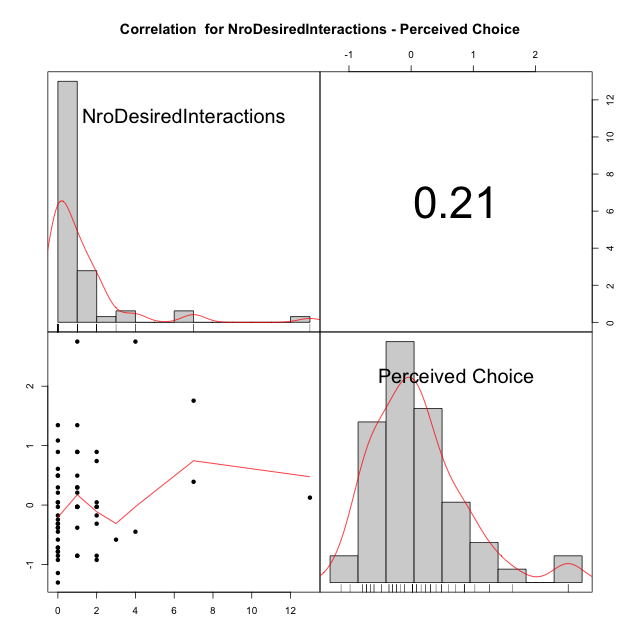 Correlation  for NroDesiredInteractions - Perceived Choice
-1 0 1 2
NroDesiredInteractions
0.21
12
10
8
6
4
2
0
Perceived Choice
2
1
0
-1
0 2 4 6 8 10 12